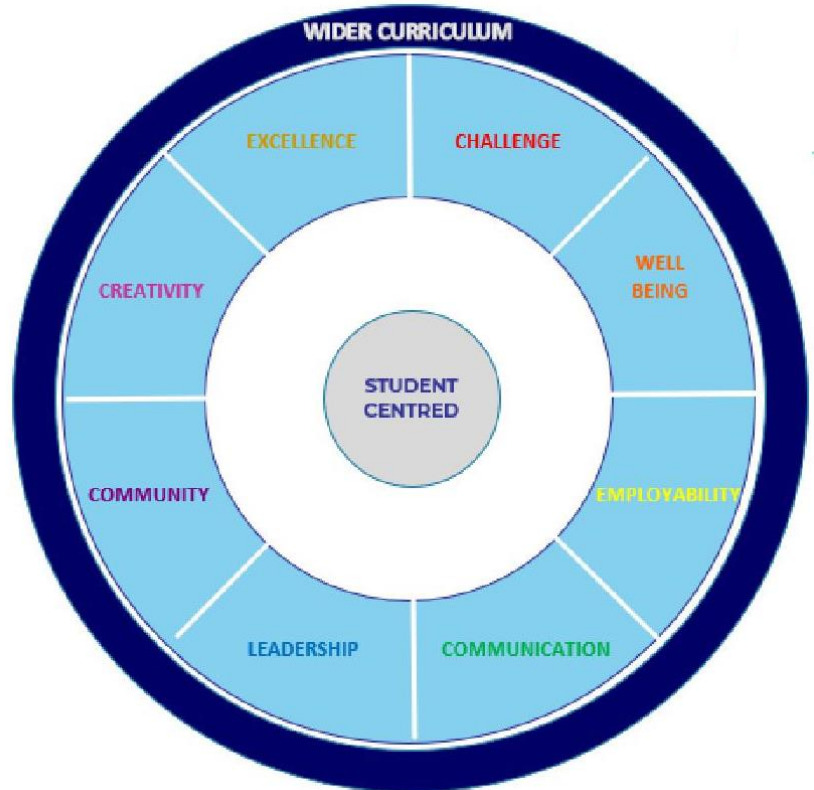 WIDER CURRICULUM
EXCELLENCE
CHALLENGE
WELL
BEING
CREATIVITY
STUDENT
CENTRED
COMMUNITY
EMPLOYABILITY
LEADERSHIP
COMMUNICATION